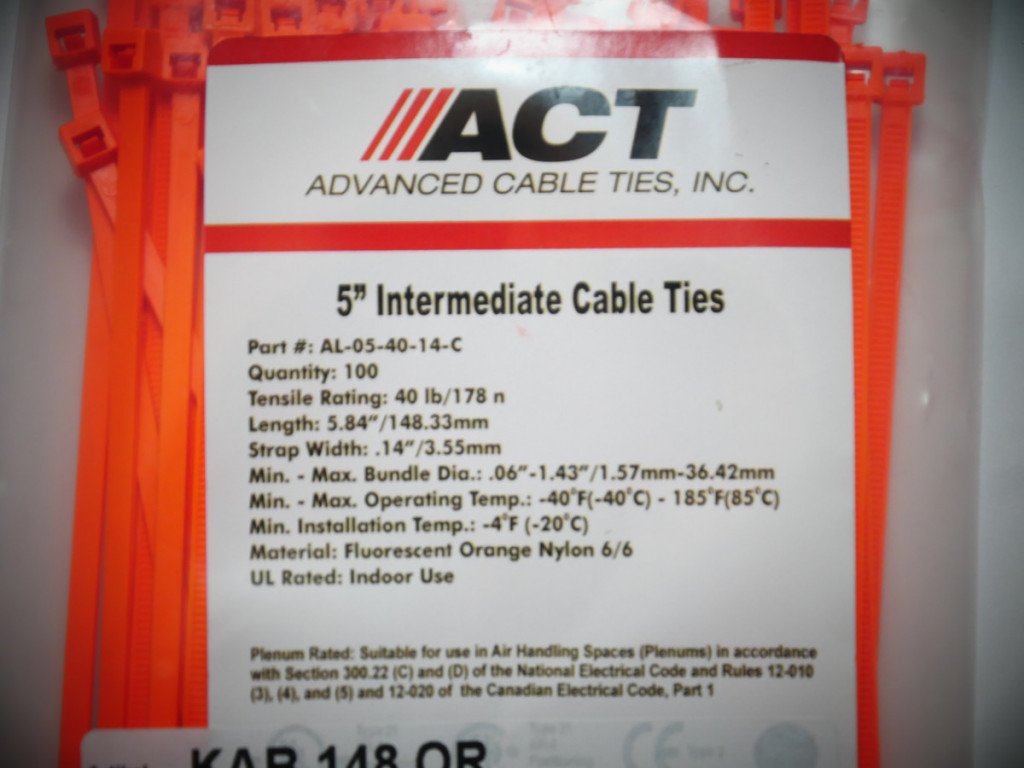 ACT
ADVANCED CABLE TIES, INC.
5” Intermediate Cable Ties
Part #: AL-05-40-14-C
Quantity: 100
Tensile Rating: 40 lb/178 n
Length: 5.84”/148.33mm
Strap Width: .14”/3.55mm
Min. - Max. Bundle Dia.: .06”-1.43”/1.57mm-36.42mm
Min. - Max. Operating Temp.: -40°F(-40°C) - 185°F(85°C)
Min. Installation Temp.: -4°F (-20°C)
Material: Fluorescent Orange Nylon 6/6
UL Rated: Indoor Use
Plenum Rated: Suitable for use in Air Handling Spaces (Plenums) in accordance
with Section 300.22 (C) and (D) of the National Electrical Code and Rules 12-010
(3), (4), and (5) and 12-020 of the Canadian Electrical Code, Part 1
KAB 148 OR